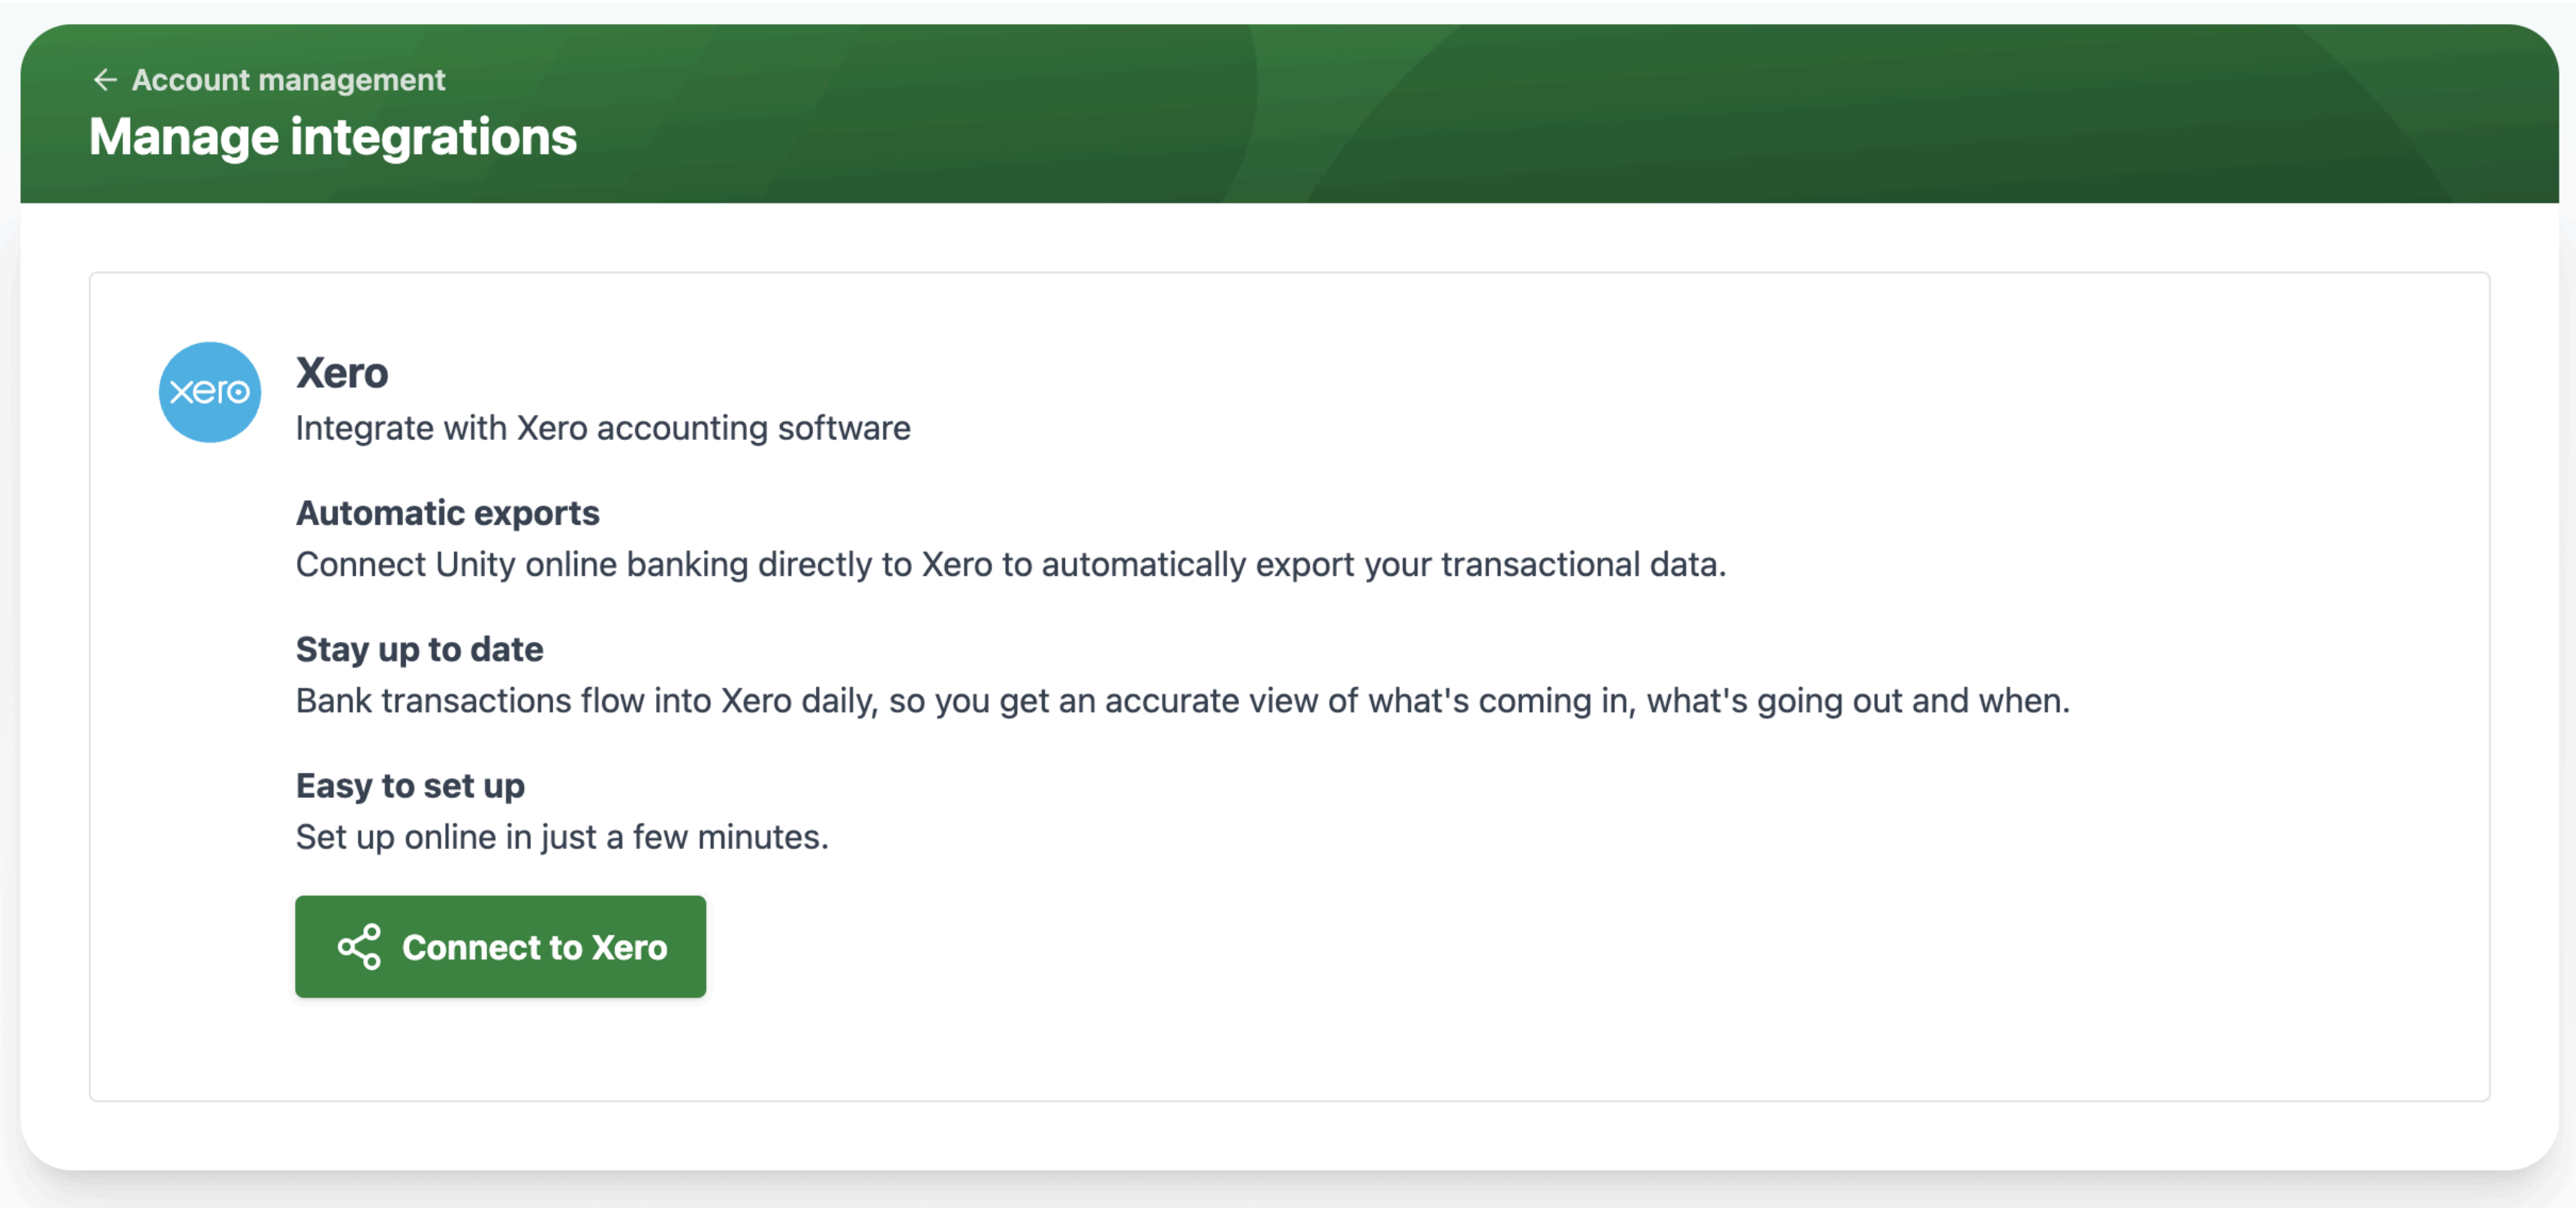 Account management
Manage integrations
xero
Xero
Integrate with Xero accounting software
Automatic exports
Connect Unity online banking directly to Xero to automatically export your transactional data.
Stay up to date
Bank transactions flow into Xero daily, so you get an accurate view of what's coming in, what's going out and when.
Easy to set up
Set up online in just a few minutes.
Connect to Xero